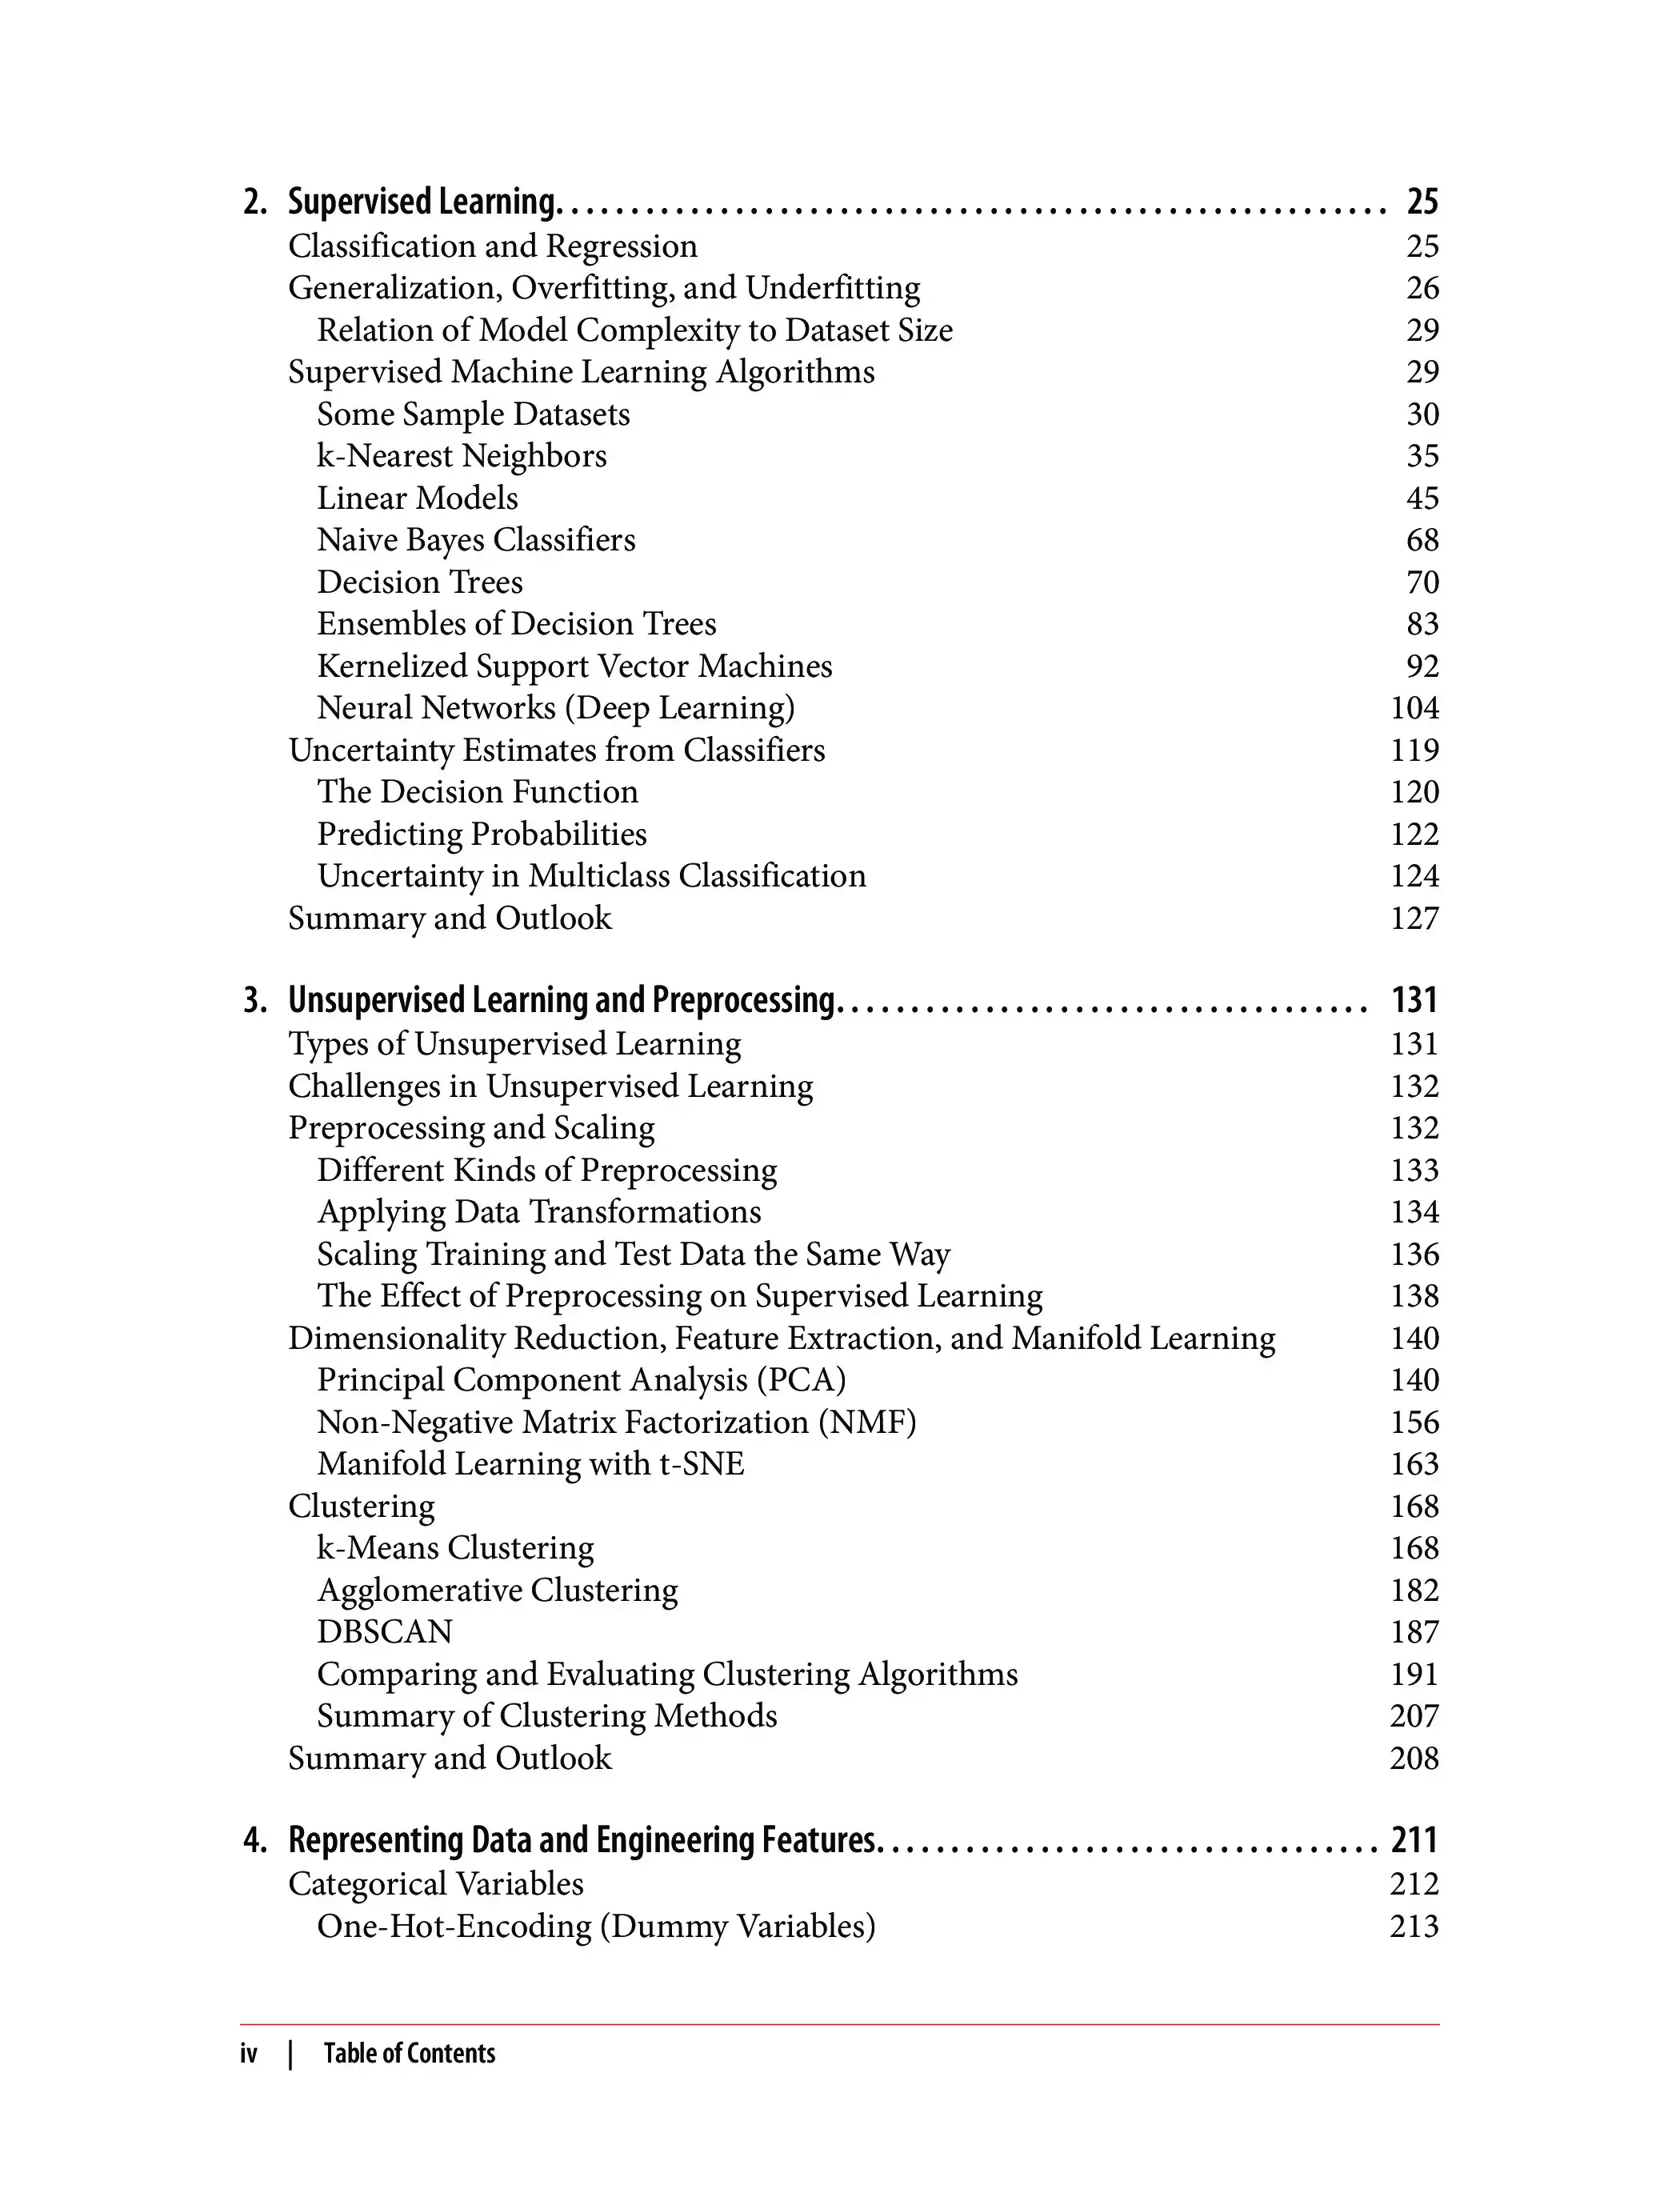 2. Supervised Learning. . . . . . . . . . . . . . . . . . . . . . . . . . . . . . . . . . . . . . . . . . . . . . . . . . . . . . . . 25
Classification and Regression 25
Generalization, Overfitting, and Underfitting 26
Relation of Model Complexity to Dataset Size 29
Supervised Machine Learning Algorithms 29
Some Sample Datasets 30
k-Nearest Neighbors 35
Linear Models 45
Naive Bayes Classifiers 68
Decision Trees 70
Ensembles of Decision Trees 83
Kernelized Support Vector Machines 92
Neural Networks (Deep Learning) 104
Uncertainty Estimates from Classifiers 119
The Decision Function 120
Predicting Probabilities 122
Uncertainty in Multiclass Classification 124
Summary and Outlook 127
3. Unsupervised Learning and Preprocessing. . . . . . . . . . . . . . . . . . . . . . . . . . . . . . . . . . . . 131
Types of Unsupervised Learning 131
Challenges in Unsupervised Learning 132
Preprocessing and Scaling 132
Different Kinds of Preprocessing 133
Applying Data Transformations 134
Scaling Training and Test Data the Same Way 136
The Effect of Preprocessing on Supervised Learning 138
Dimensionality Reduction, Feature Extraction, and Manifold Learning 140
Principal Component Analysis (PCA) 140
Non-Negative Matrix Factorization (NMF) 156
Manifold Learning with t-SNE 163
Clustering 168
k-Means Clustering 168
Agglomerative Clustering 182
DBSCAN 187
Comparing and Evaluating Clustering Algorithms 191
Summary of Clustering Methods 207
Summary and Outlook 208
4. Representing Data and Engineering Features. . . . . . . . . . . . . . . . . . . . . . . . . . . . . . . . . . 211
Categorical Variables 212
One-Hot-Encoding (Dummy Variables) 213
iv | Table of Contents